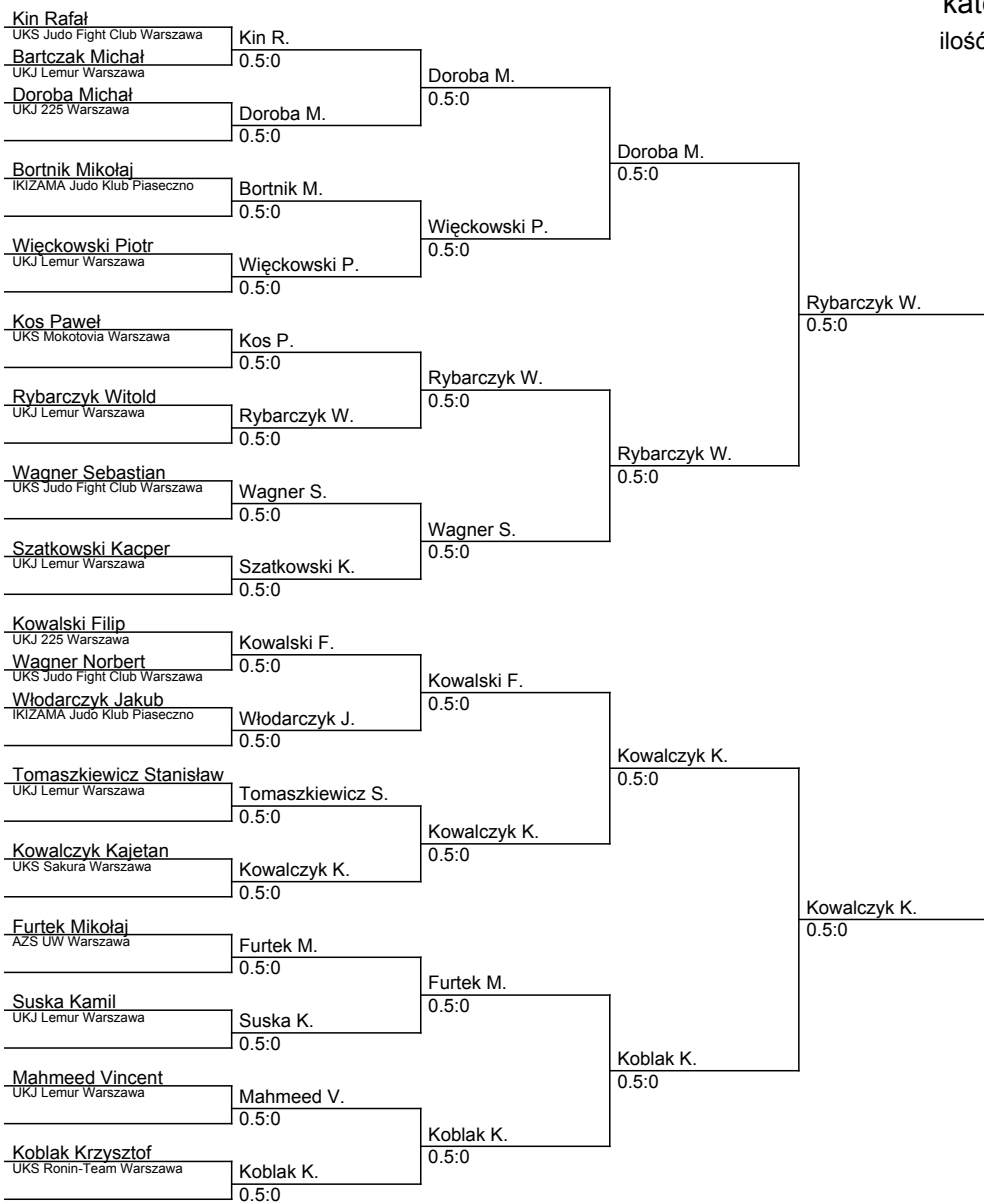 Kin Rafał
UKS Judo Fight Club Warszawa
Bartczak Michał
UKJ Lemur Warszawa
Doroba Michał
UKJ 225 Warszawa
Bortnik Mikołaj
IKIZAMA Judo Klub Piaseczno
Więckowski Piotr
UKJ Lemur Warszawa
Kos Paweł
UKS Mokotovia Warszawa
Rybarczyk Witold
UKJ Lemur Warszawa
Wagner Sebastian
UKS Judo Fight Club Warszawa
Szatkowski Kacper
UKJ Lemur Warszawa
Kowalski Filip
UKJ 225 Warszawa
Wagner Norbert
UKS Judo Fight Club Warszawa
Włodarczyk Jakub
IKIZAMA Judo Klub Piaseczno
Tomaszkiewicz Stanisław
UKJ Lemur Warszawa
Kowalczyk Kajetan
UKS Sakura Warszawa
Furtek Mikołaj
AZS UW Warszawa
Suska Kamil
UKJ Lemur Warszawa
Mahmeed Vincent
UKJ Lemur Warszawa
Koblak Krzysztof
UKS Ronin-Team Warszawa
Kin R.
0.5:0
Doroba M.
0.5:0
Bortnik M.
0.5:0
Więckowski P.
0.5:0
Kos P.
0.5:0
Rybarczyk W.
0.5:0
Wagner S.
0.5:0
Szatkowski K.
0.5:0
Kowalski F.
0.5:0
Włodarczyk J.
0.5:0
Tomaszkiewicz S.
0.5:0
Kowalczyk K.
0.5:0
Furtek M.
0.5:0
Suska K.
0.5:0
Mahmeed V.
0.5:0
Koblak K.
0.5:0
Doroba M.
0.5:0
Więckowski P.
0.5:0
Rybarczyk W.
0.5:0
Wagner S.
0.5:0
Kowalski F.
0.5:0
Kowalczyk K.
0.5:0
Furtek M.
0.5:0
Koblak K.
0.5:0
Doroba M.
0.5:0
Rybarczyk W.
0.5:0
Kowalczyk K.
0.5:0
Koblak K.
0.5:0
Rybarczyk W.
0.5:0
Kowalczyk K.
0.5:0
ilość